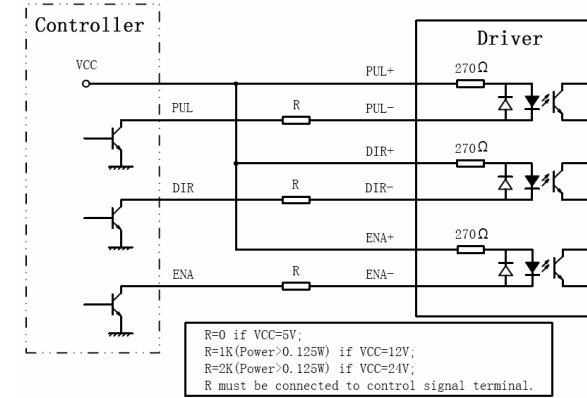 Controller
Driver
VCC
PUL+
270Ω
PUL
R
PUL-
DIR+
270Ω
DIR
R
DIR-
ENA+
270Ω
ENA
R
ENA-
R=0 if VCC=5V;
R=1K(Power>0.125W) if VCC=12V;
R=2K(Power>0.125W) if VCC=24V;
R must be connected to control signal terminal.